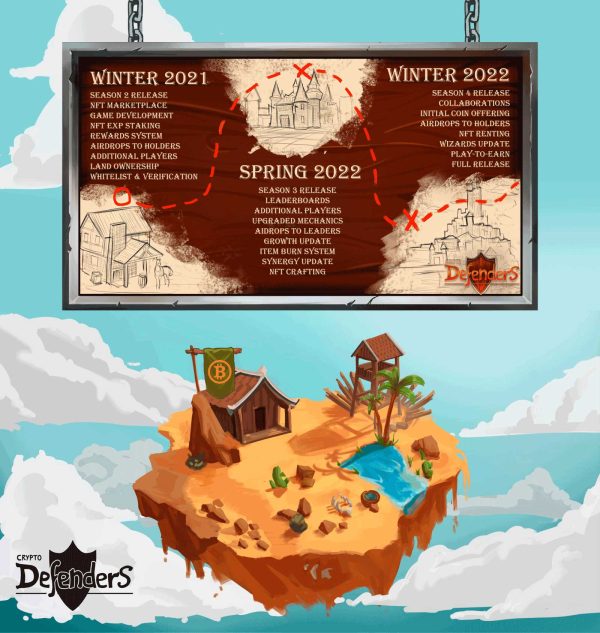 WINTER 2021
SEASON 2 RELEASE
NFT MARKETPLACE
GAME DEVELOPMENT
NFT EXP STAKING
REWARDS SYSTEM
AIRDROPS TO HOLDERS
ADDITIONAL PLAYERS
LAND OWNERSHIP
WHITELIST & VERIFICATION
SPRING 2022
SEASON 3 RELEASE
LEADERBOARDS
ADDITIONAL PLAYERS
UPGRADED MECHANICS
AIDROPS TO LEADERS
GROWTH UPDATE
ITEM BURN SYSTEM
SYNERGY UPDATE
NFT CRAFTING
WINTER 2022
SEASON 4 RELEASE
COLLABORATIONS
INITIAL COIN OFFERING
AIRDROPS TO HOLDERS
NFT RENTING
WIZARDS UPDATE
PLAY-TO-EARN
FULL RELEASE
DefenderS
CRYPTO
DefenderS